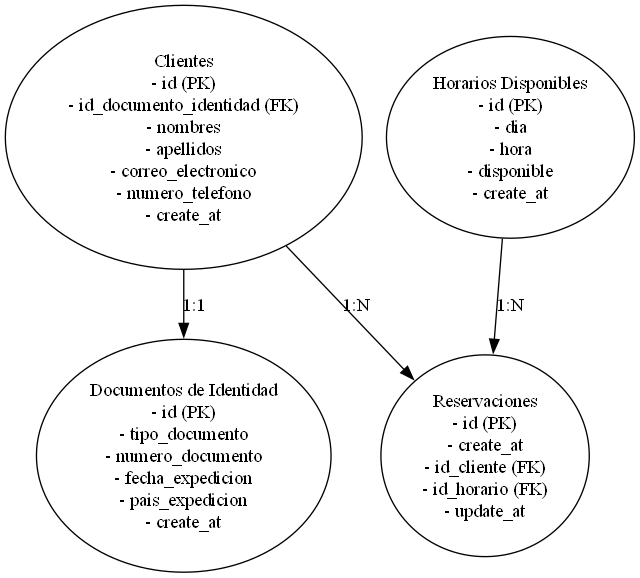 Clientes
- id (PK)
- id_documento_identidad (FK)
- nombres
- apellidos
- correo_electronico
- numero_telefono
- create_at
Horarios Disponibles
- id (PK)
- dia
- hora
- disponible
- create_at
1:1
1:N
1:N
Documentos de Identidad
- id (PK)
- tipo_documento
- numero_documento
- fecha_expedicion
- pais_expedicion
- create_at
Reservaciones
- id (PK)
- create_at
- id_cliente (FK)
- id_horario (FK)
- update_at